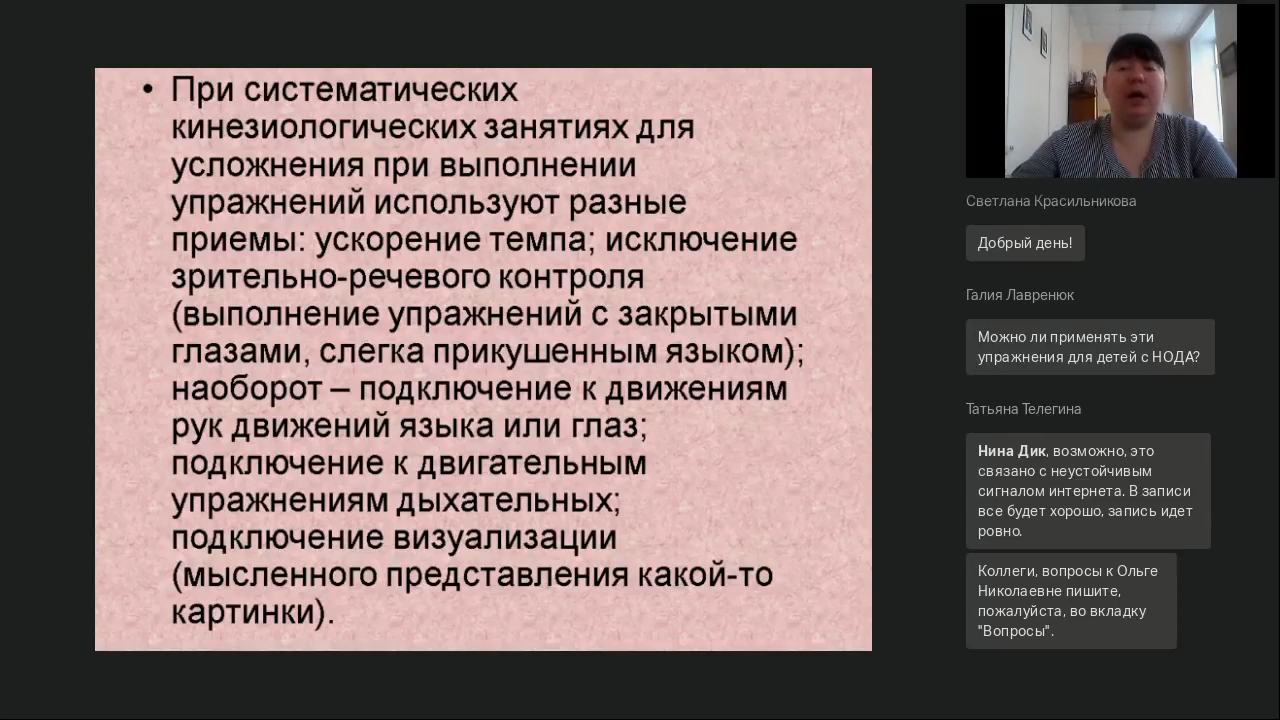 • При систематических
кинезиологических занятиях для
усложнения при выполнении
упражнений используют разные
приемы: ускорение темпа; исключение
зрительно-речевого контроля
(выполнение упражнений с закрытыми
глазами, слегка прикушенным языком);
наоборот – подключение к движениям
рук движений языка или глаз;
подключение к двигательным
упражнениям дыхательных;
подключение визуализации
(мысленного представления какой-то
картинки).
Светлана Красильникова
Добрый день!
Галия Лавренюк
Можно ли применять эти
упражнения для детей с НОДА?
Татьяна Телегина
Нина Дик, возможно, это
связано с неустойчивым
сигналом интернета. В записи
все будет хорошо, запись идет
ровно.
Коллеги, вопросы к Ольге
Николаевне пишите,
пожалуйста, во вкладку
"Вопросы".